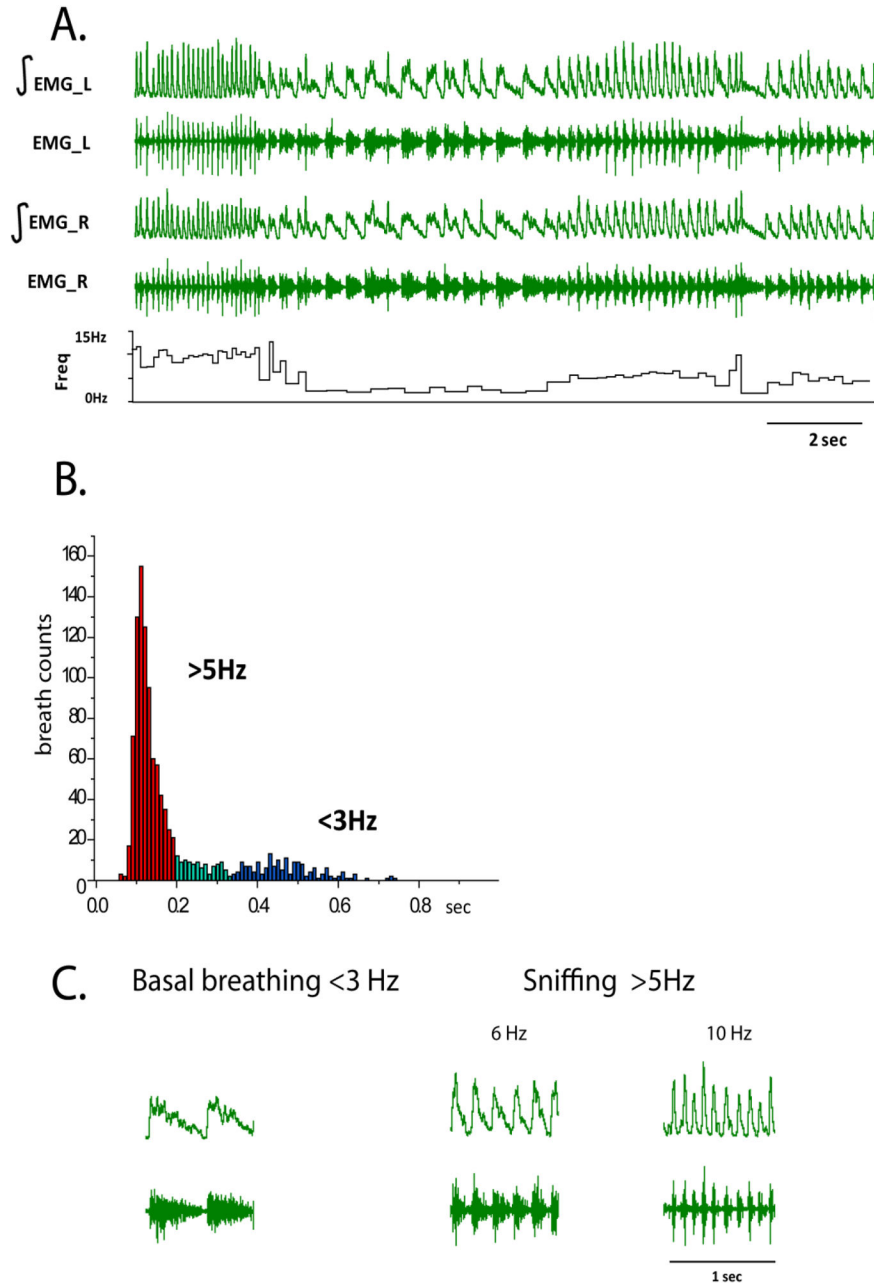 A.
∫EMG_L
EMG_L
∫EMG_R
EMG_R
15Hz
Freq
0Hz
2 sec
B.
160
140
120
100
80
60
40
20
0
breath counts
>5Hz
<3Hz
0.0 0.2 0.4 0.6 0.8 sec
C.
Basal breathing <3 Hz Sniffing >5Hz
6 Hz 10 Hz
1 sec